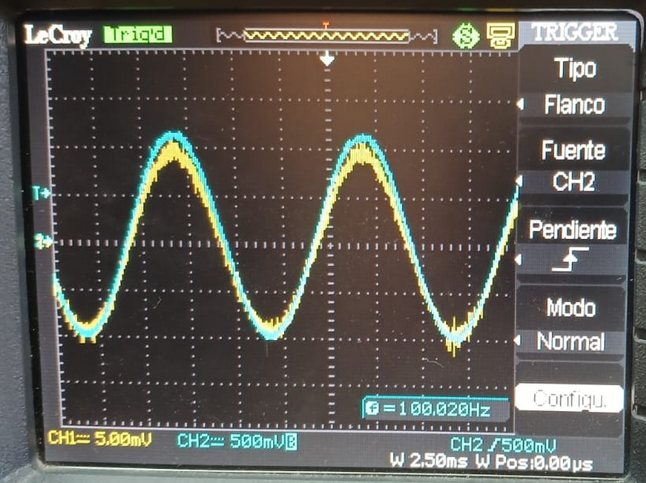 LeCroy Trig'd T TRIGGER
Tipo
Flanco
Fuente
CH2
Pendiente
Modo
Normal
Configu.
T
f=100.020Hz
CH1 5.00mV CH2 500mVB CH2 500mV
W 2.50ms W Pos:0.00µs